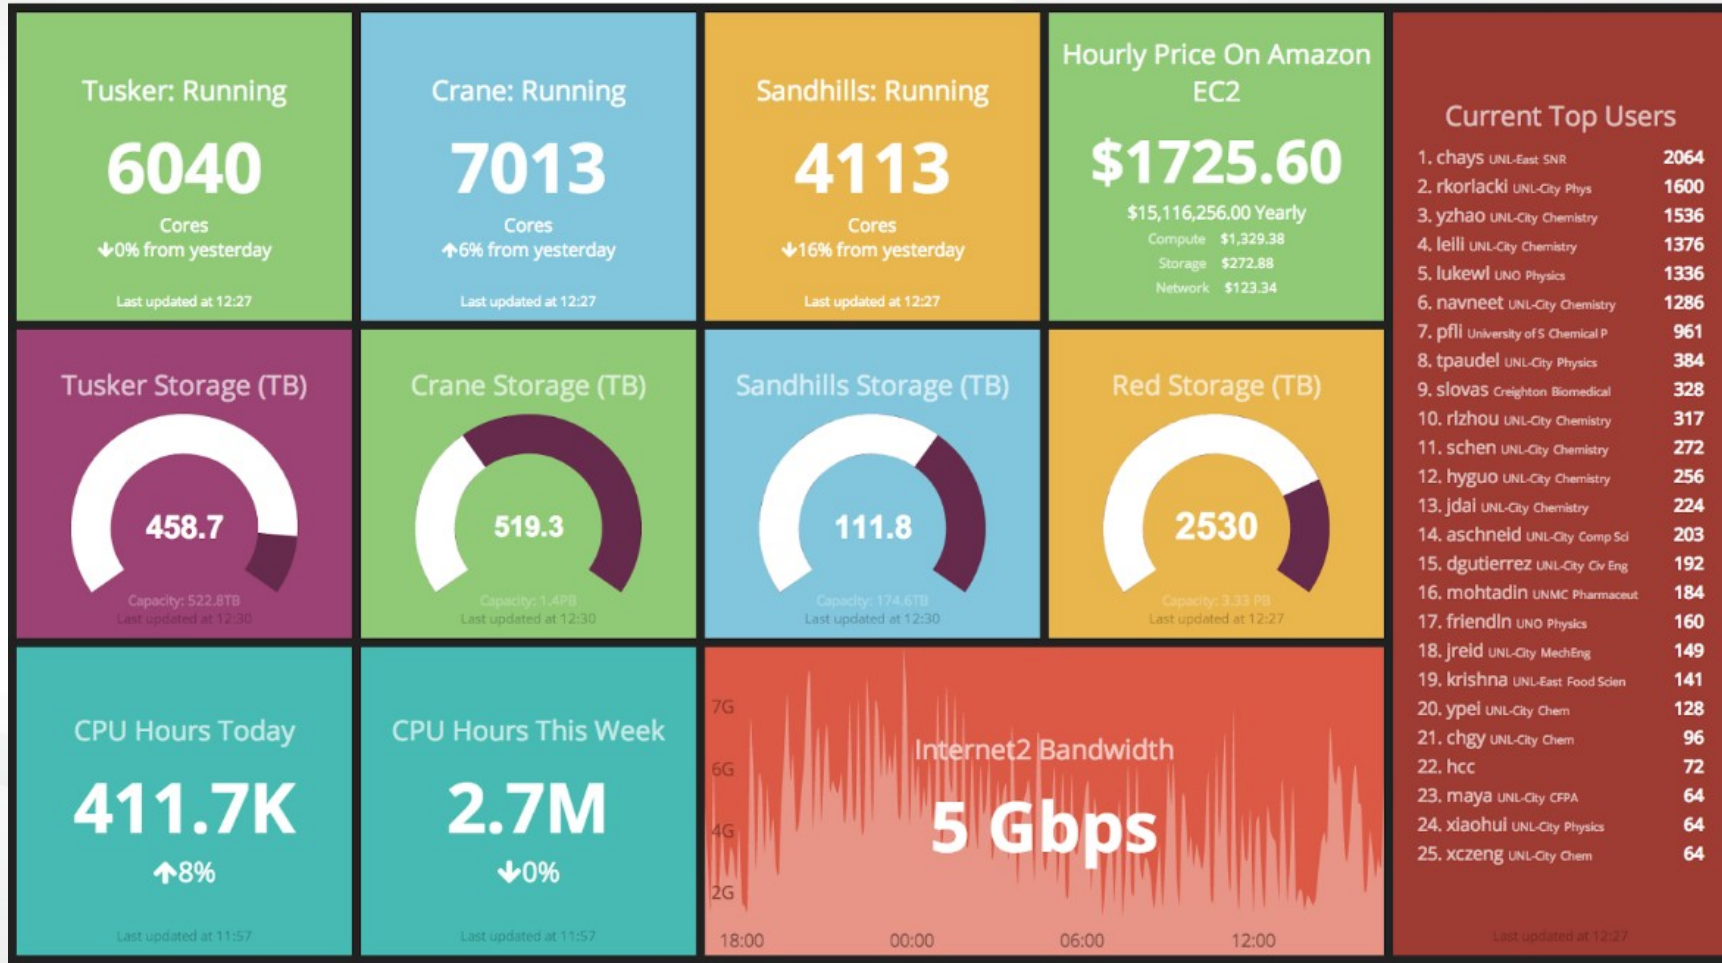 Tusker: Running
6040
Cores
↓0% from yesterday
Last updated at 12:27
Crane: Running
7013
Cores
↑6% from yesterday
Last updated at 12:27
Sandhills: Running
4113
Cores
↓16% from yesterday
Last updated at 12:27
Hourly Price On Amazon
EC2
$1725.60
$15,116,256.00 Yearly
Compute $1,329.38
Storage $272.88
Network $123.34
Tusker Storage (TB)
458.7
Capacity: 522.8TB
Last updated at 12:30
Crane Storage (TB)
519.3
Capacity: 1.4PB
Last updated at 12:30
Sandhills Storage (TB)
111.8
Capacity: 174.6TB
Last updated at 12:30
Red Storage (TB)
2530
Capacity: 3.33 PB
Last updated at 12:27
CPU Hours Today
411.7K
↑8%
Last updated at 11:57
CPU Hours This Week
2.7M
↓0%
Last updated at 11:57
Internet2 Bandwidth
5 Gbps
7G
6G
4G
2G
18:00 00:00 06:00 12:00
Current Top Users
1. chays UNL-East SNR 2064
2. rkorlacki UNL-City Phys 1600
3. yzhao UNL-City Chemistry 1536
4. leili UNL-City Chemistry 1376
5. lukewl UNO Physics 1336
6. navneet UNL-City Chemistry 1286
7. pfli University of S Chemical P 961
8. tpaudel UNL-City Physics 384
9. slovas Creighton Biomedical 328
10. rlzhou UNL-City Chemistry 317
11. schen UNL-City Chemistry 272
12. hyguo UNL-City Chemistry 256
13. jdai UNL-City Chemistry 224
14. aschneid UNL-City Comp Sci 203
15. dgutierrez UNL-City Civ Eng 192
16. mohtadin UNMC Pharmaceut 184
17. friendln UNO Physics 160
18. jreid UNL-City MechEng 149
19. krishna UNL-East Food Scien 141
20. ypei UNL-City Chem 128
21. chgy UNL-City Chem 96
22. hcc 72
23. maya UNL-City CFPA 64
24. xiaohui UNL-City Physics 64
25. xczeng UNL-City Chem 64
Last updated at 12:27